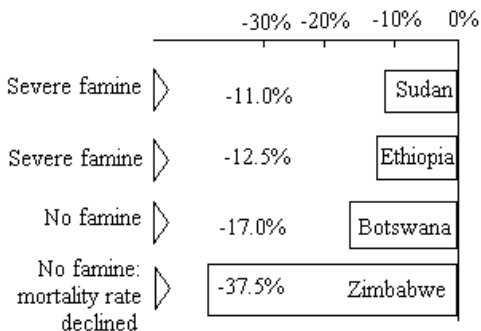 -30% -20% -10% 0%
Severe famine -11.0% Sudan
Severe famine -12.5% Ethiopia
No famine -17.0% Botswana
No famine:
mortality rate
declined
-37.5% Zimbabwe